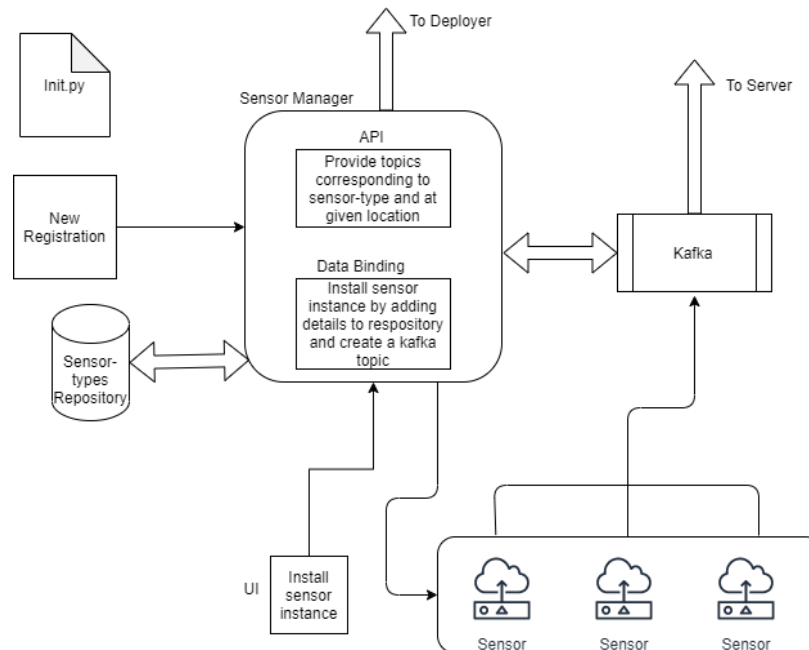 To Deployer
Init.py
To Server
Sensor Manager
API
Provide topics
corresponding to
sensor-type and at
given location
New
Registration
Kafka
Data Binding
Install sensor
instance by adding
details to respository
and create a kafka
topic
Sensor-
types
Repository
UI
Install
sensor
instance
Sensor
Sensor
Sensor